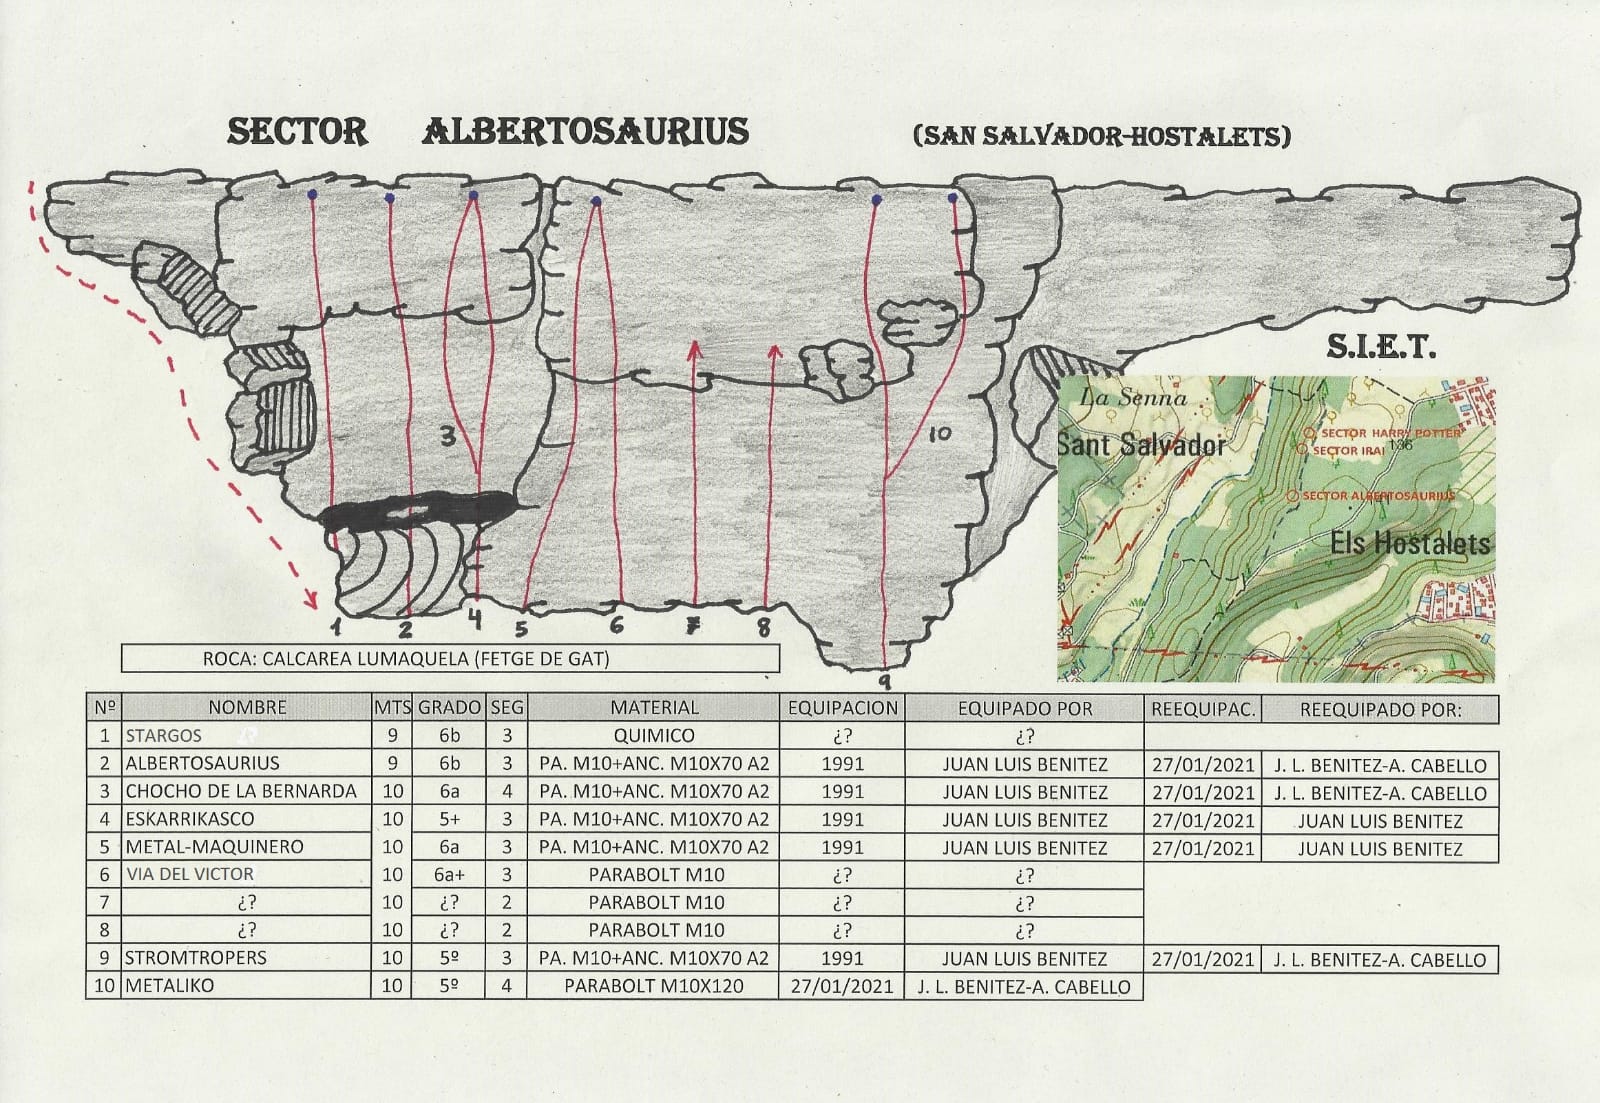 SECTOR ALBERTOSAURIUS (SAN SALVADOR-HOSTALETS)
3
10
S.I.E.T.
La Senna
Sant Salvador
SECTOR HARRY POTTER
136
SECTOR IRAI
SECTOR ALBERTOSAURIUS
141
Els Hostalets
1 2 4 5 6 7 8
9
ROCA: CALCAREA LUMAQUELA (FETGE DE GAT)
Nº NOMBRE MTS GRADO SEG MATERIAL EQUIPACION EQUIPADO POR REEQUIPAC. REEQUIPADO POR:
1 STARGOS 9 6b 3 QUIMICO ¿? ¿?
2 ALBERTOSAURIUS 9 6b 3 PA. M10+ANC. M10X70 A2 1991 JUAN LUIS BENITEZ 27/01/2021 J. L. BENITEZ-A. CABELLO
3 CHOCHO DE LA BERNARDA 10 6a 4 PA. M10+ANC. M10X70 A2 1991 JUAN LUIS BENITEZ 27/01/2021 J. L. BENITEZ-A. CABELLO
4 ESKARRIKASCO 10 5+ 3 PA. M10+ANC. M10X70 A2 1991 JUAN LUIS BENITEZ 27/01/2021 JUAN LUIS BENITEZ
5 METAL-MAQUINERO 10 6a 3 PA. M10+ANC. M10X70 A2 1991 JUAN LUIS BENITEZ 27/01/2021 JUAN LUIS BENITEZ
6 VIA DEL VICTOR 10 6a+ 3 PARABOLT M10 ¿? ¿?
7 ¿? 10 ¿? 2 PARABOLT M10 ¿? ¿?
8 ¿? 10 ¿? 2 PARABOLT M10 ¿? ¿?
9 STROMTROPERS 10 5º 3 PA. M10+ANC. M10X70 A2 1991 JUAN LUIS BENITEZ 27/01/2021 J. L. BENITEZ-A. CABELLO
10 METALIKO 10 5º 4 PARABOLT M10X120 27/01/2021 J. L. BENITEZ-A. CABELLO